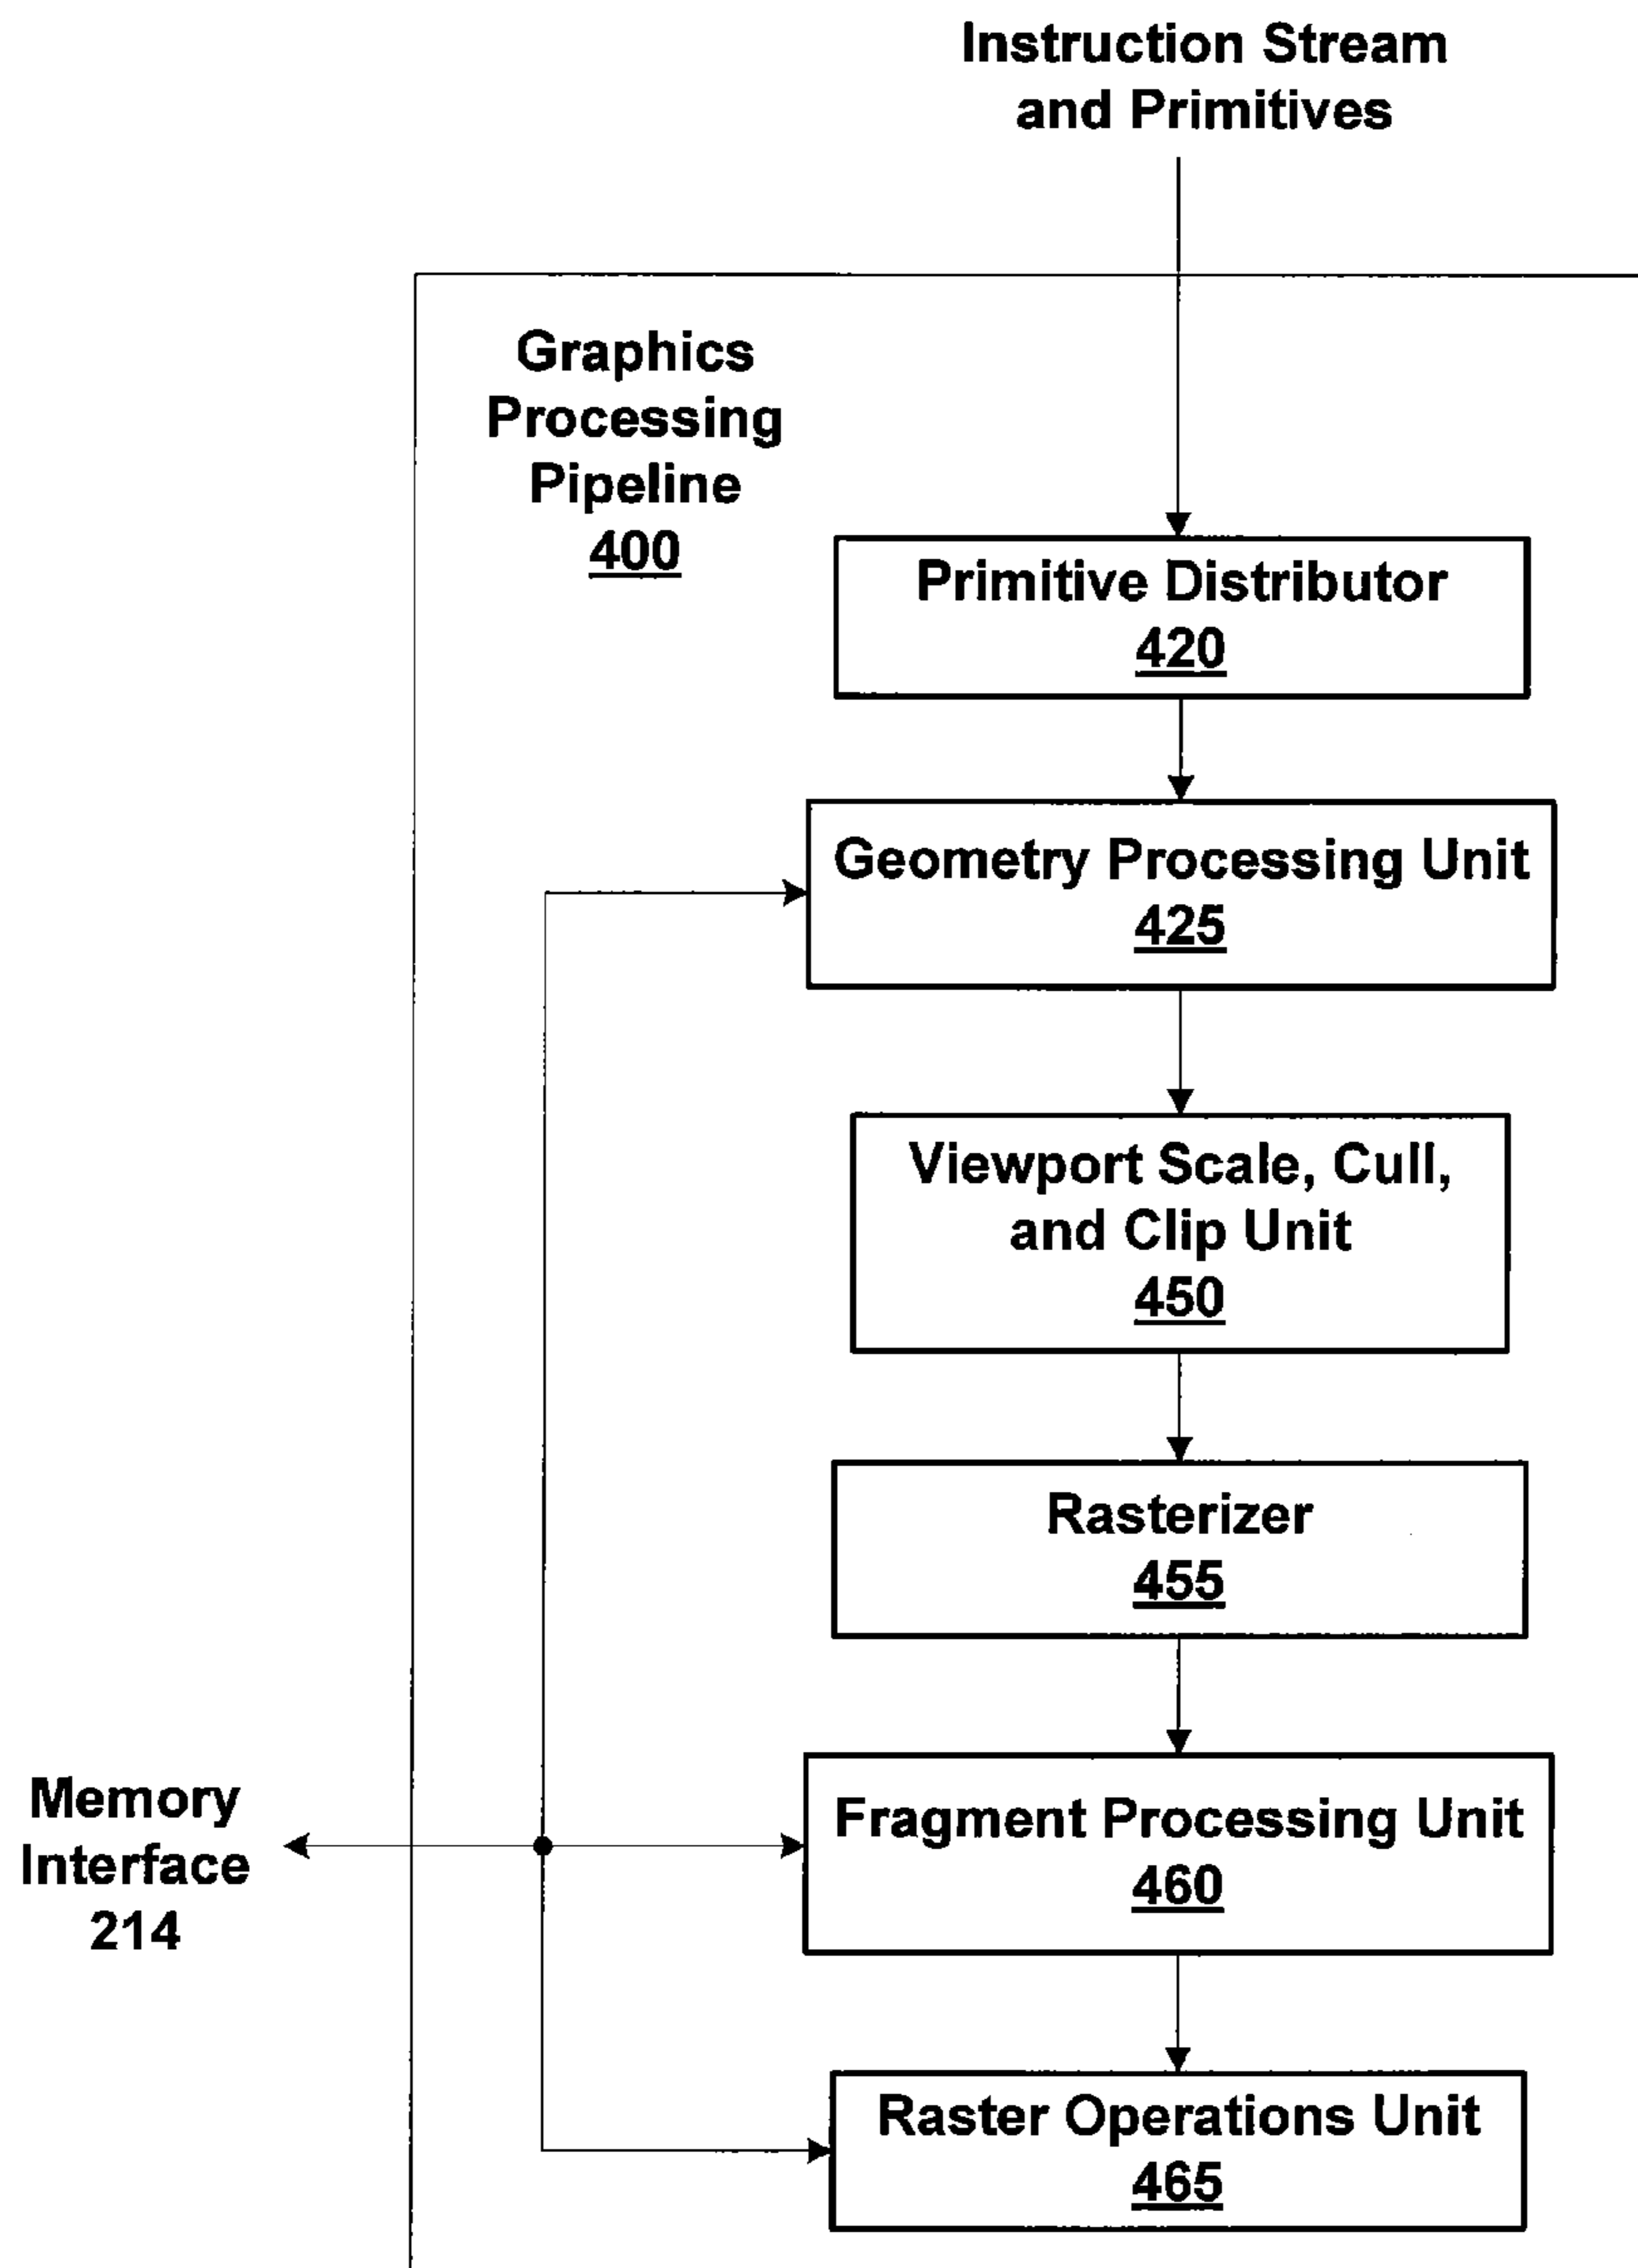 Instruction Stream
and Primitives
Graphics
Processing
Pipeline
400
Primitive Distributor
420
Geometry Processing Unit
425
Viewport Scale, Cull,
and Clip Unit
450
Rasterizer
455
Memory
Interface
214
Fragment Processing Unit
460
Raster Operations Unit
465